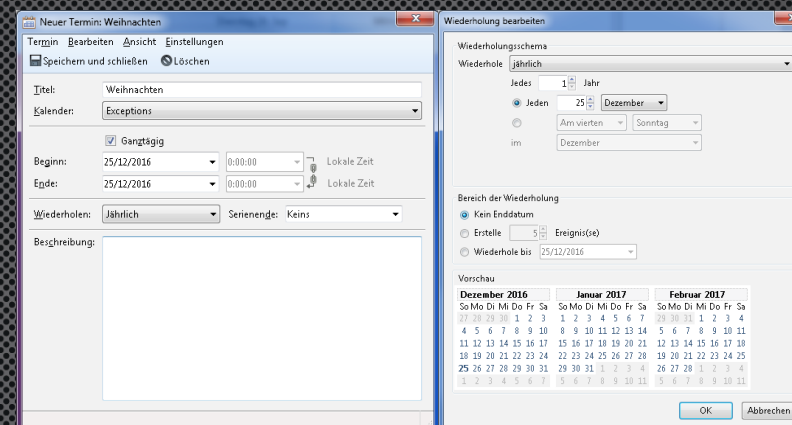 Neuer Termin: Weihnachten
Termin Bearbeiten Ansicht Einstellungen
Speichern und schließen Löschen
Titel: Weihnachten
Kalender: Exceptions
Ganztägig
Beginn: 25/12/2016 0:00:00 Lokale Zeit
Ende: 25/12/2016 0:00:00 Lokale Zeit
Wiederholen: Jährlich Serienende: Keins
Beschreibung:
Wiederholung bearbeiten
Wiederholungsschema
Wiederhole jährlich
Jedes 1 Jahr
Jeden 25 Dezember
Am vierten Sonntag
im Dezember
Bereich der Wiederholung
Kein Enddatum
Erstelle 5 Ereignis(se)
Wiederhole bis 25/12/2016
Vorschau
Dezember 2016 Januar 2017 Februar 2017
So Mo Di Mi Do Fr Sa So Mo Di Mi Do Fr Sa So Mo Di Mi Do Fr Sa
27 28 29 30 1 2 3 1 2 3 4 5 6 7 29 30 31 1 2 3 4
4 5 6 7 8 9 10 8 9 10 11 12 13 14 5 6 7 8 9 10 11
11 12 13 14 15 16 17 15 16 17 18 19 20 21 12 13 14 15 16 17 18
18 19 20 21 22 23 24 22 23 24 25 26 27 28 19 20 21 22 23 24 25
25 26 27 28 29 30 31 29 30 31 1 2 3 4 26 27 28 1 2 3 4
1 2 3 4 5 6 7 5 6 7 8 9 10 11 5 6 7 8 9 10 11
OK Abbrechen